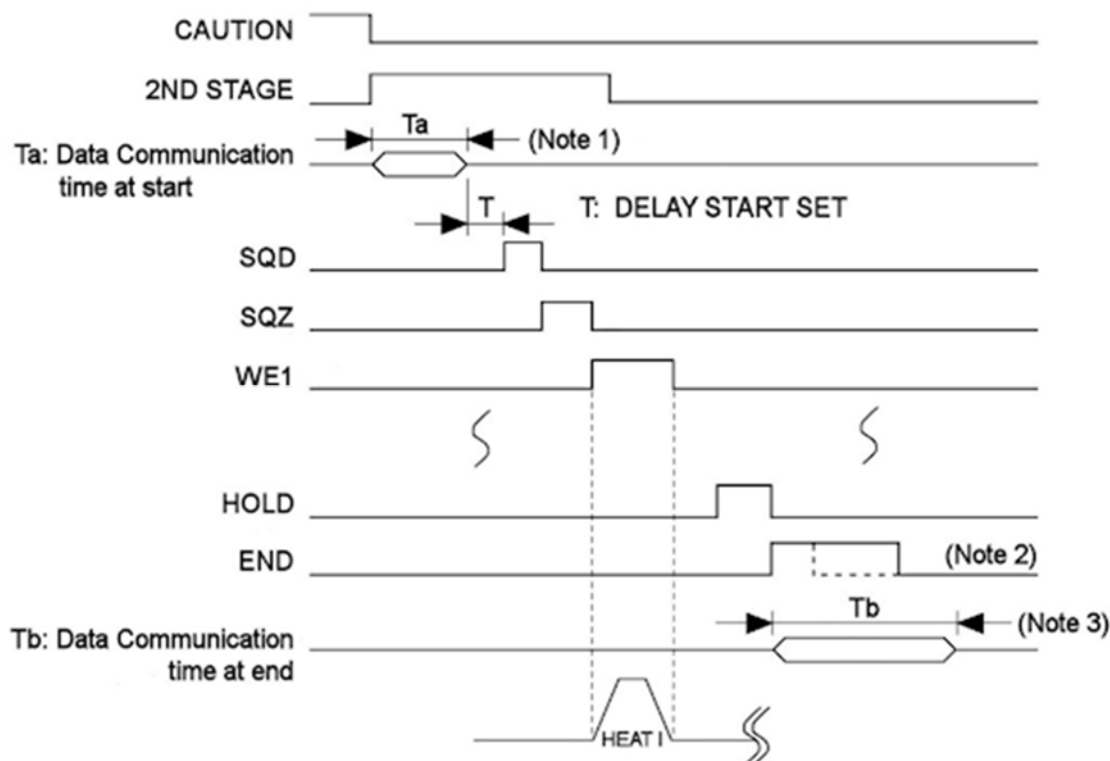 CAUTION
2ND STAGE
Ta
(Note 1)
Ta: Data Communication
time at start
T
T: DELAY START SET
SQD
SQZ
WE1
HOLD
END
(Note 2)
Tb
(Note 3)
Tb: Data Communication
time at end
HEAT I